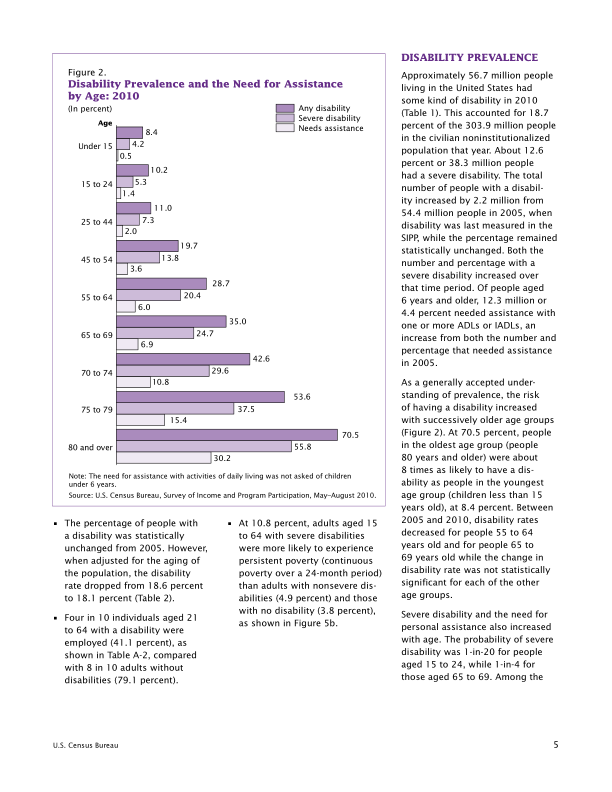 Figure 2.
Disability Prevalence and the Need for Assistance
by Age: 2010
(In percent)
Any disability
Severe disability
Needs assistance
Age
Under 15
8.4
4.2
0.5
15 to 24
10.2
5.3
1.4
25 to 44
11.0
7.3
2.0
45 to 54
19.7
13.8
3.6
55 to 64
28.7
20.4
6.0
65 to 69
35.0
24.7
6.9
70 to 74
42.6
29.6
10.8
75 to 79
53.6
37.5
15.4
80 and over
70.5
55.8
30.2
Note: The need for assistance with activities of daily living was not asked of children
under 6 years.
Source: U.S. Census Bureau, Survey of Income and Program Participation, May–August 2010.
▪ The percentage of people with
a disability was statistically
unchanged from 2005. However,
when adjusted for the aging of
the population, the disability
rate dropped from 18.6 percent
to 18.1 percent (Table 2).
▪ Four in 10 individuals aged 21
to 64 with a disability were
employed (41.1 percent), as
shown in Table A-2, compared
with 8 in 10 adults without
disabilities (79.1 percent).
▪ At 10.8 percent, adults aged 15
to 64 with severe disabilities
were more likely to experience
persistent poverty (continuous
poverty over a 24-month period)
than adults with nonsevere dis-
abilities (4.9 percent) and those
with no disability (3.8 percent),
as shown in Figure 5b.
DISABILITY PREVALENCE
Approximately 56.7 million people
living in the United States had
some kind of disability in 2010
(Table 1). This accounted for 18.7
percent of the 303.9 million people
in the civilian noninstitutionalized
population that year. About 12.6
percent or 38.3 million people
had a severe disability. The total
number of people with a disabil-
ity increased by 2.2 million from
54.4 million people in 2005, when
disability was last measured in the
SIPP, while the percentage remained
statistically unchanged. Both the
number and percentage with a
severe disability increased over
that time period. Of people aged
6 years and older, 12.3 million or
4.4 percent needed assistance with
one or more ADLs or IADLs, an
increase from both the number and
percentage that needed assistance
in 2005.
As a generally accepted under-
standing of prevalence, the risk
of having a disability increased
with successively older age groups
(Figure 2). At 70.5 percent, people
in the oldest age group (people
80 years and older) were about
8 times as likely to have a dis-
ability as people in the youngest
age group (children less than 15
years old), at 8.4 percent. Between
2005 and 2010, disability rates
decreased for people 55 to 64
years old and for people 65 to
69 years old while the change in
disability rate was not statistically
significant for each of the other
age groups.
Severe disability and the need for
personal assistance also increased
with age. The probability of severe
disability was 1-in-20 for people
aged 15 to 24, while 1-in-4 for
those aged 65 to 69. Among the
U.S. Census Bureau
5